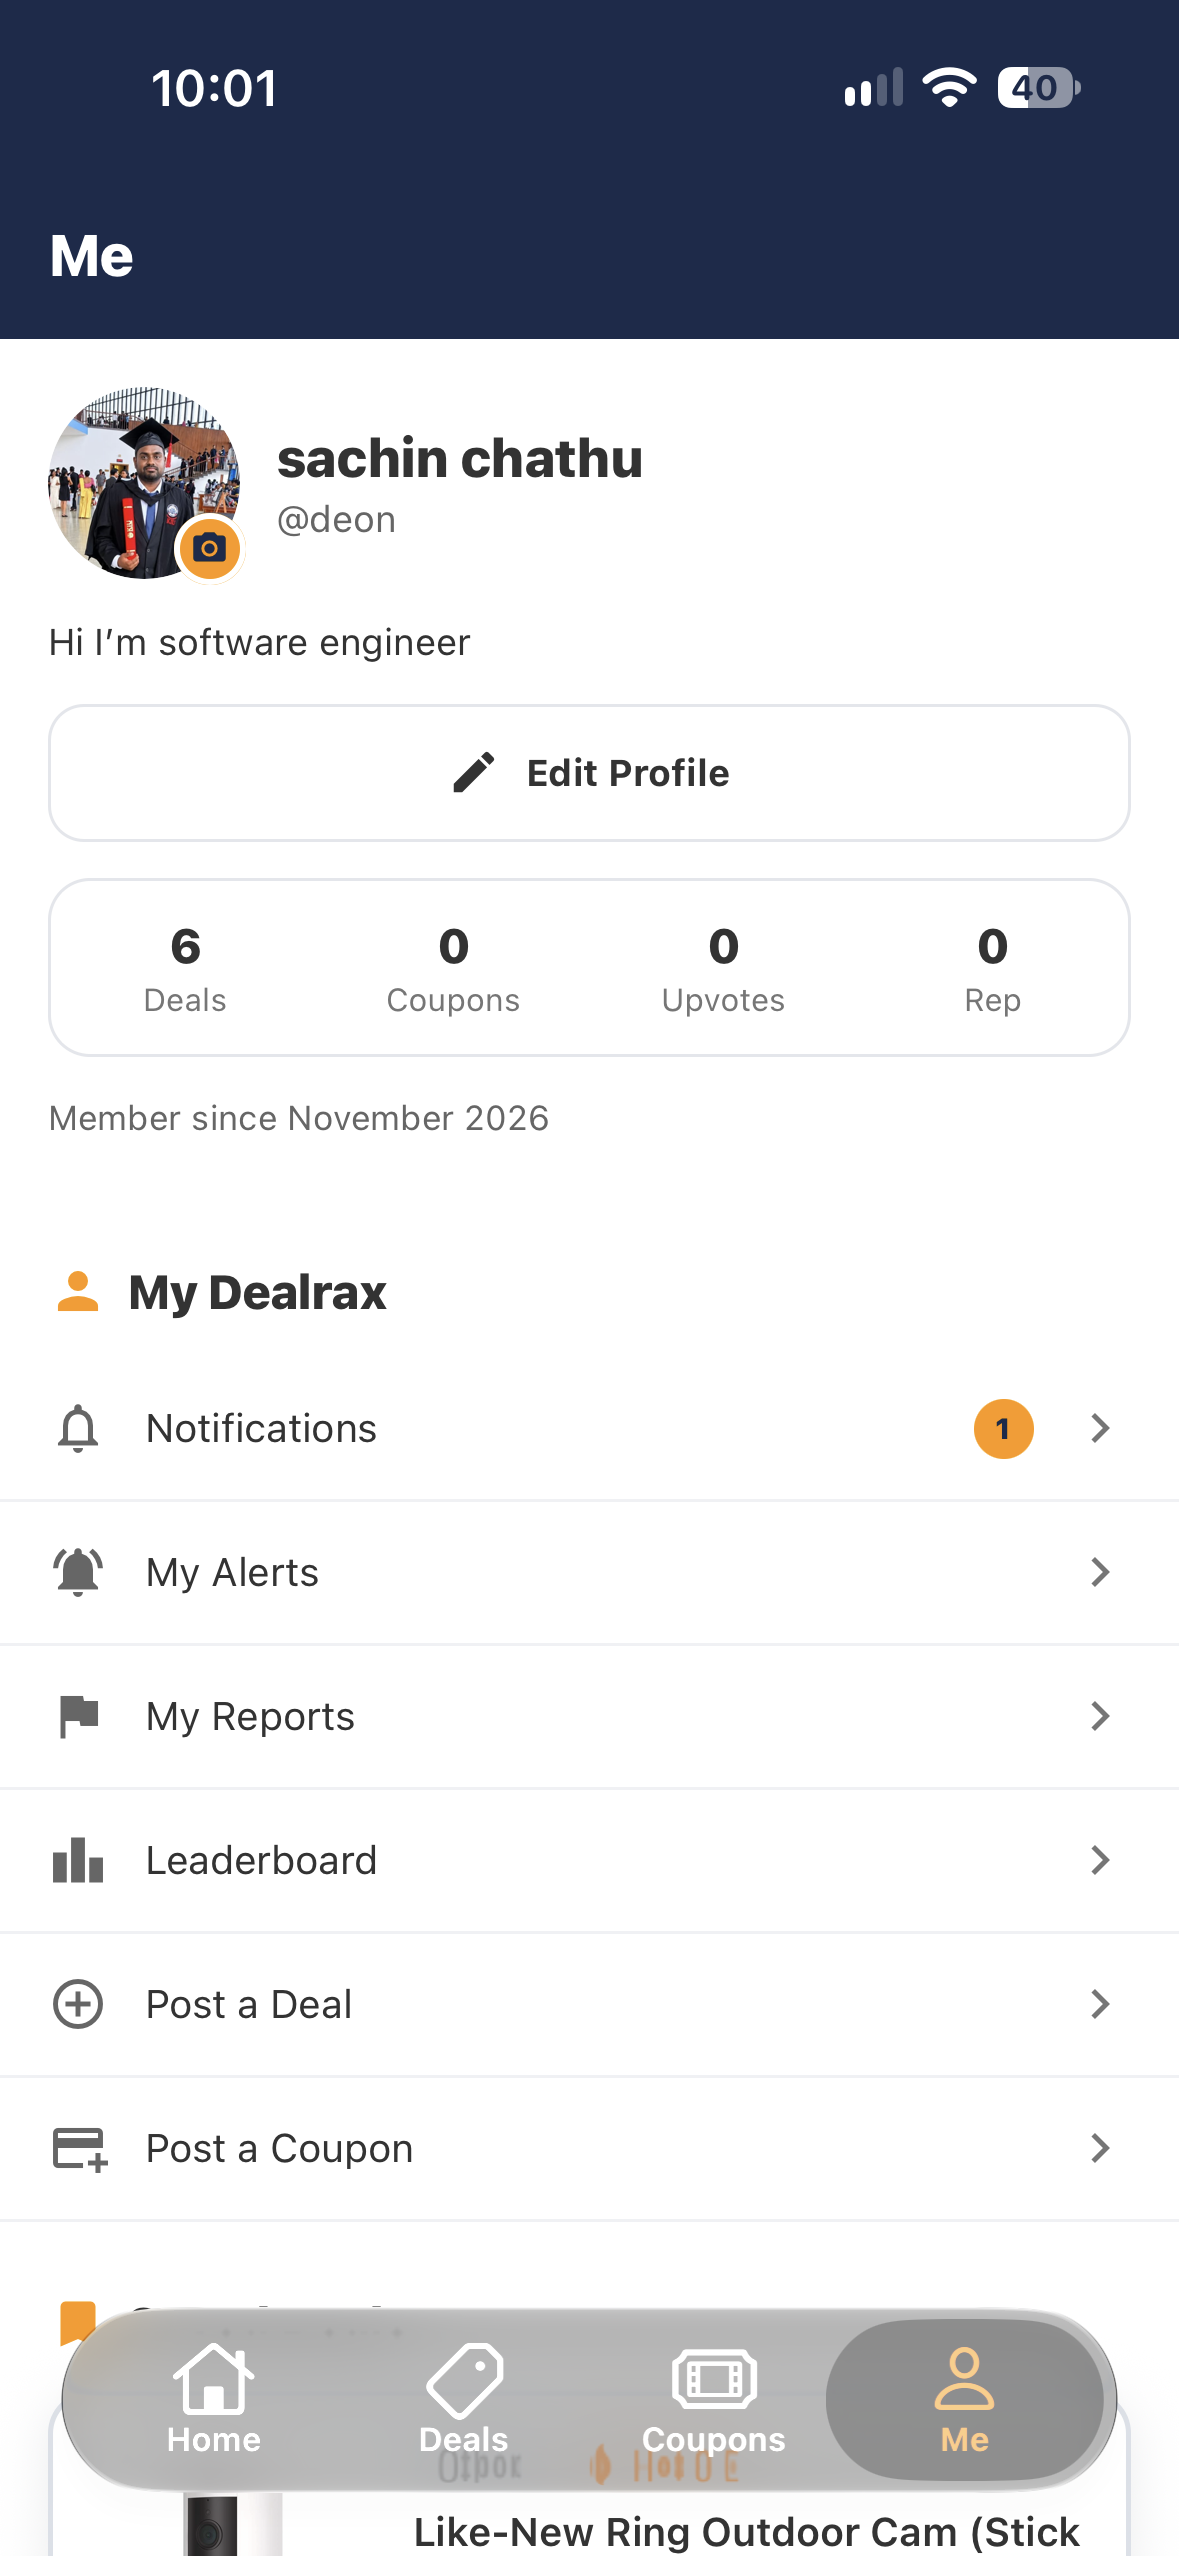 10:01
40
Me
sachin chathu
@deon
Hi I’m software engineer
Edit Profile
6 0 0 0
Deals Coupons Upvotes Rep
Member since November 2026
My Dealrax
Notifications 1
My Alerts
My Reports
Leaderboard
Post a Deal
Post a Coupon
Home Deals Coupons Me
Like-New Ring Outdoor Cam (Stick